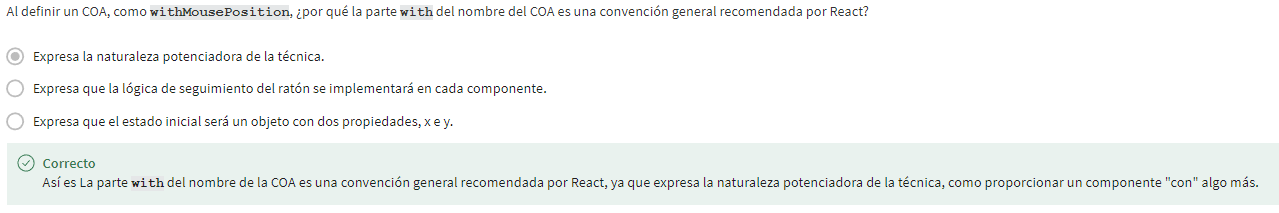 Al definir un COA, como withMousePosition, ¿por qué la parte with del nombre del COA es una convención general recomendada por React?
Expresa la naturaleza potenciadora de la técnica.
Expresa que la lógica de seguimiento del ratón se implementará en cada componente.
Expresa que el estado inicial será un objeto con dos propiedades, x e y.
Correcto
Así es La parte with del nombre de la COA es una convención general recomendada por React, ya que expresa la naturaleza potenciadora de la técnica, como proporcionar un componente "con" algo más.